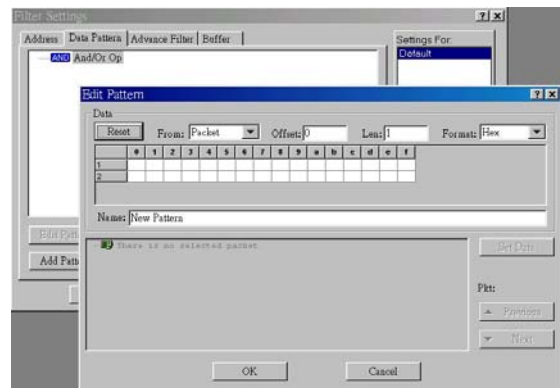 Filter Settings
Address Data Pattern Advance Filter Buffer
Settings For:
AND And/Or Op
Default
Edit Pattern
Data
Reset From: Packet Offset: 0 Len: 1 Format: Hex
0 1 2 3 4 5 6 7 8 9 a b c d e f
1
2
Name: New Pattern
Edit Patt
Add Patte
There is no selected packet
Set Data
Pkt:
Previous
Next
OK Cancel